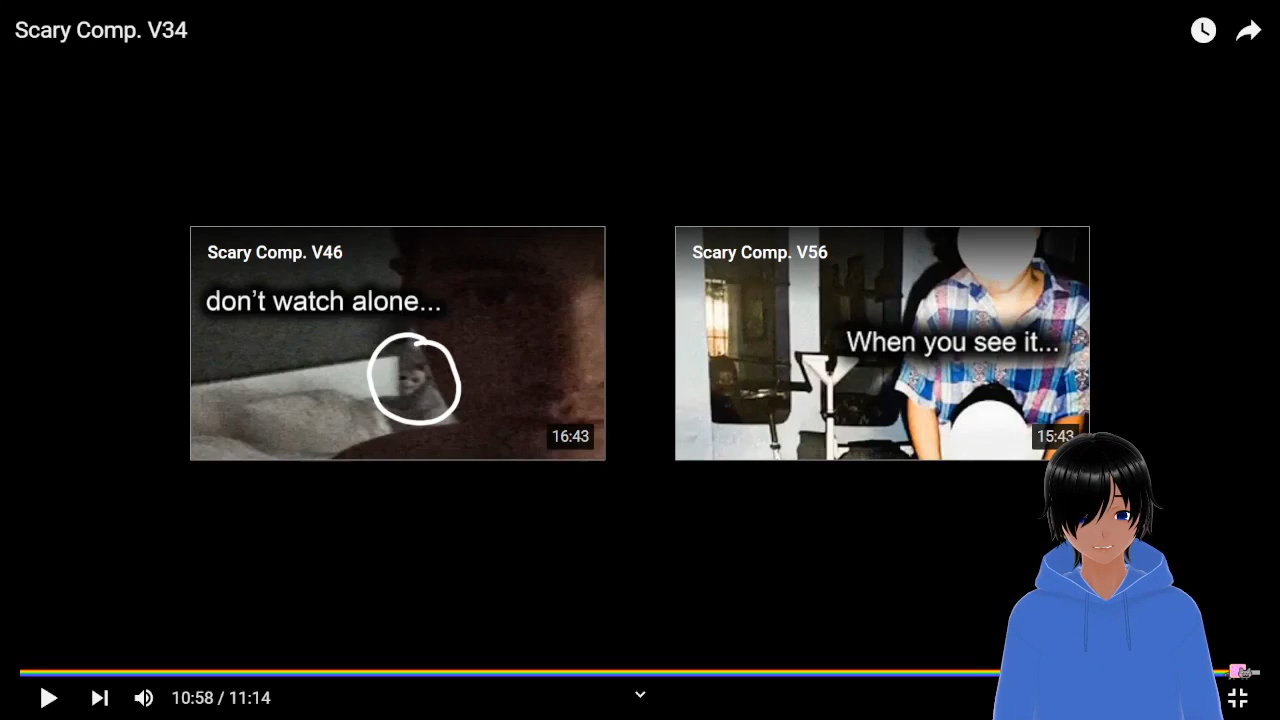 Scary Comp. V34
Scary Comp. V46
don't watch alone...
16:43
Scary Comp. V56
When you see it...
15:43
10:58 / 11:14